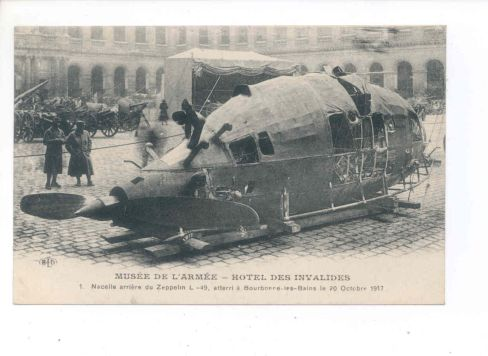 MUSÉE DE L'ARMÉE – HOTEL DES INVALIDES
1. Nacelle arrière du Zeppelin L -49, atterri à Bourbonne-les-Bains le 20 Octobre 1917